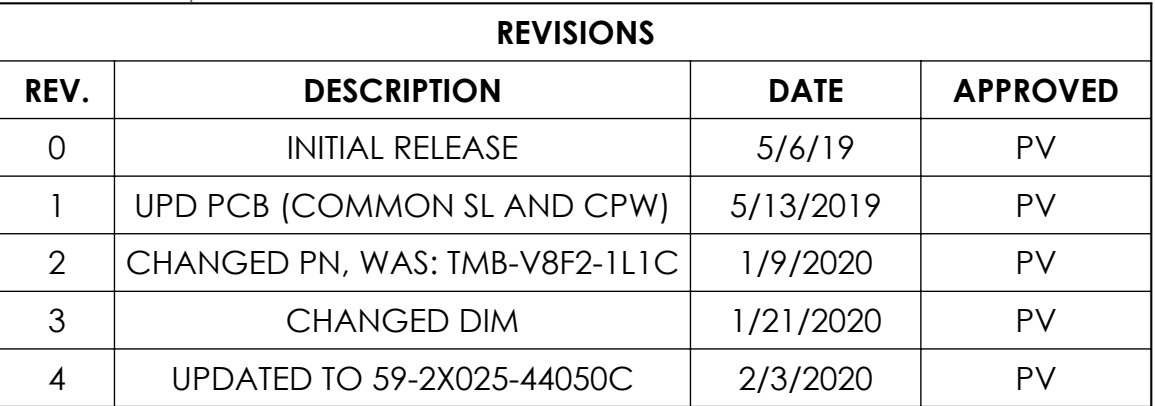 REVISIONS
REV. DESCRIPTION DATE APPROVED
0 INITIAL RELEASE 5/6/19 PV
1 UPD PCB (COMMON SL AND CPW) 5/13/2019 PV
2 CHANGED PN, WAS: TMB-V8F2-1L1C 1/9/2020 PV
3 CHANGED DIM 1/21/2020 PV
4 UPDATED TO 59-2X025-44050C 2/3/2020 PV